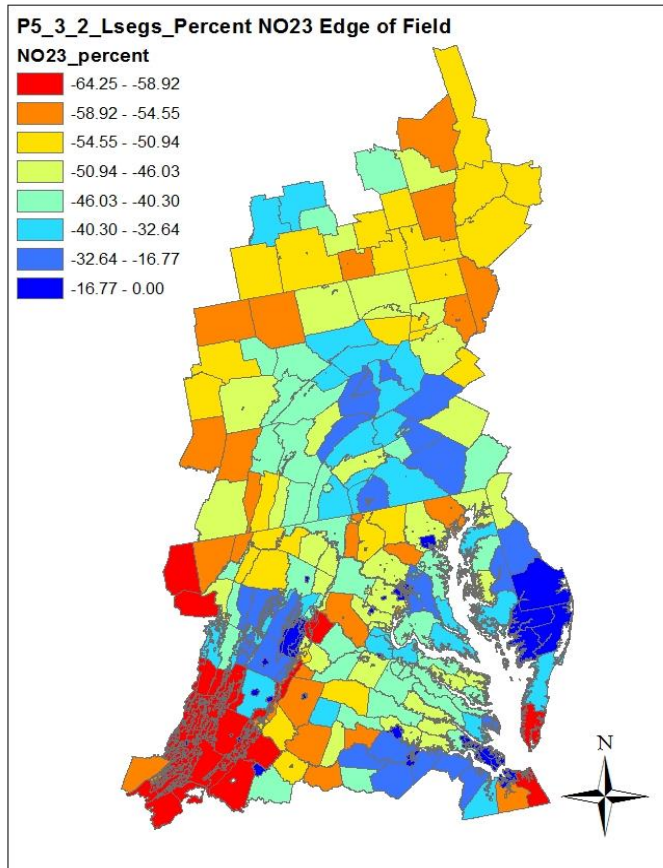 P5_3_2_Lsegs_Percent NO23 Edge of Field
NO23_percent
-64.25 - -58.92
-58.92 - -54.55
-54.55 - -50.94
-50.94 - -46.03
-46.03 - -40.30
-40.30 - -32.64
-32.64 - -16.77
-16.77 - 0.00
N